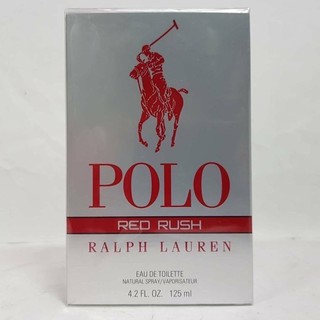 POLO
RED RUSH
RALPH LAUREN
EAU DE TOILETTE
NATURAL SPRAY/VAPORISATEUR
4.2 FL. OZ. 125 ml